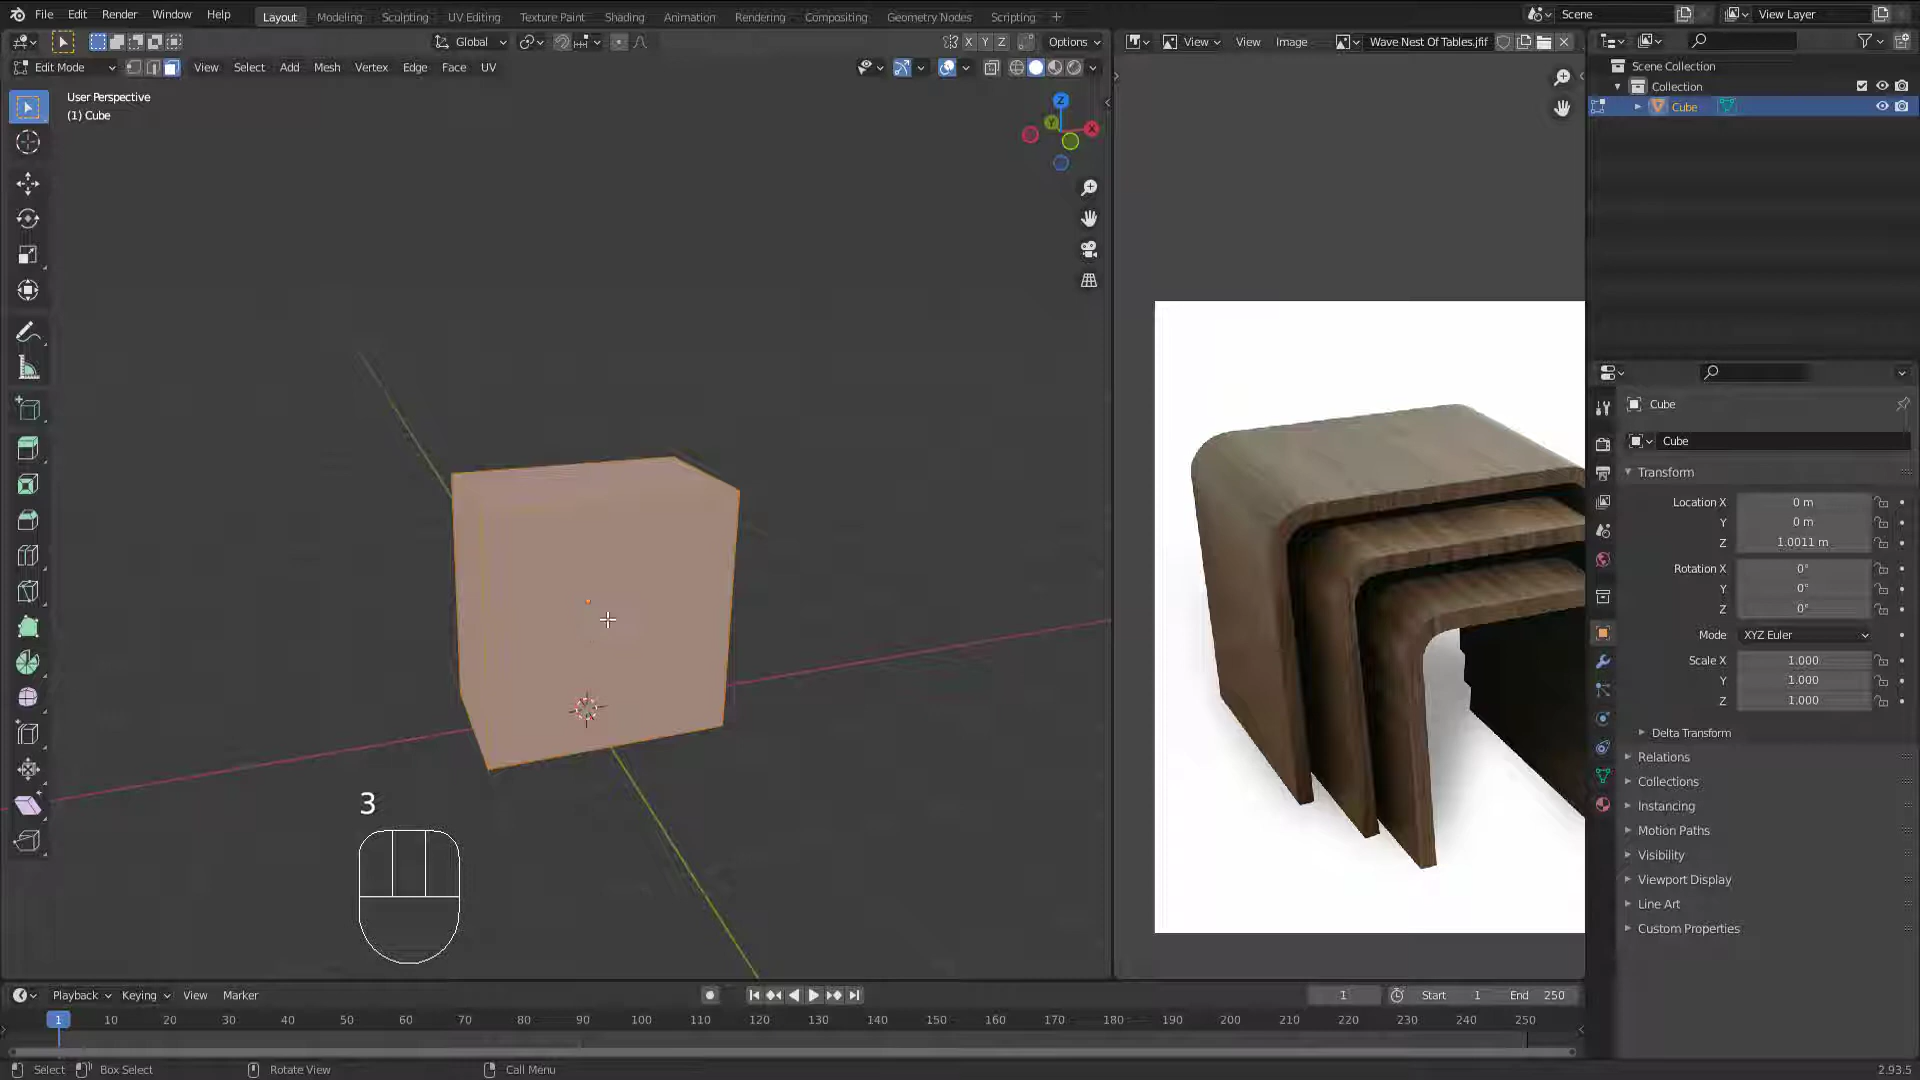 File Edit Render Window Help Layout Modeling Sculpting UV Editing Texture Paint Shading Animation Rendering Compositing Geometry Nodes Scripting + Scene View Layer
Global X Y Z Options View View Image Wave Nest Of Tables.jfif
Edit Mode View Select Add Mesh Vertex Edge Face UV
User Perspective
(1) Cube
Z
Y
X
Scene Collection
Collection
Cube
Cube
Cube
Transform
Location X 0 m
Y 0 m
Z 1.0011 m
Rotation X 0°
Y 0°
Z 0°
Mode XYZ Euler
Scale X 1.000
Y 1.000
Z 1.000
Delta Transform
Relations
Collections
Instancing
Motion Paths
Visibility
Viewport Display
Line Art
Custom Properties
3
Playback Keying View Marker 1 Start 1 End 250
1 10 20 30 40 50 60 70 80 90 100 110 120 130 140 150 160 170 180 190 200 210 220 230 240 250
Select Box Select Rotate View Call Menu 2.93.5